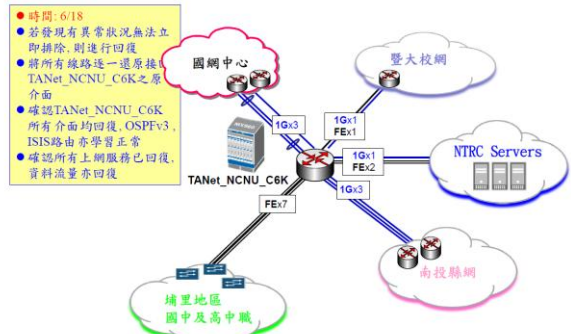 時間: 6/18
若發現有異常狀況無法立
即排除,則進行回復
將所有線路逐一還原接回
TANet_NCNU_C6K之原
介面
確認TANet_NCNU_C6K
所有介面均回復,OSPFv3,
ISIS路由亦學習正常
確認所有上網服務已回復,
資料流量亦回復
國網中心
暨大校網
1Gx3
1Gx1
FEx1
TANet_NCNU_C6K
1Gx1
FEx2
NTRC Servers
FEx7
1Gx3
埔里地區
國中及高中職
南投縣網